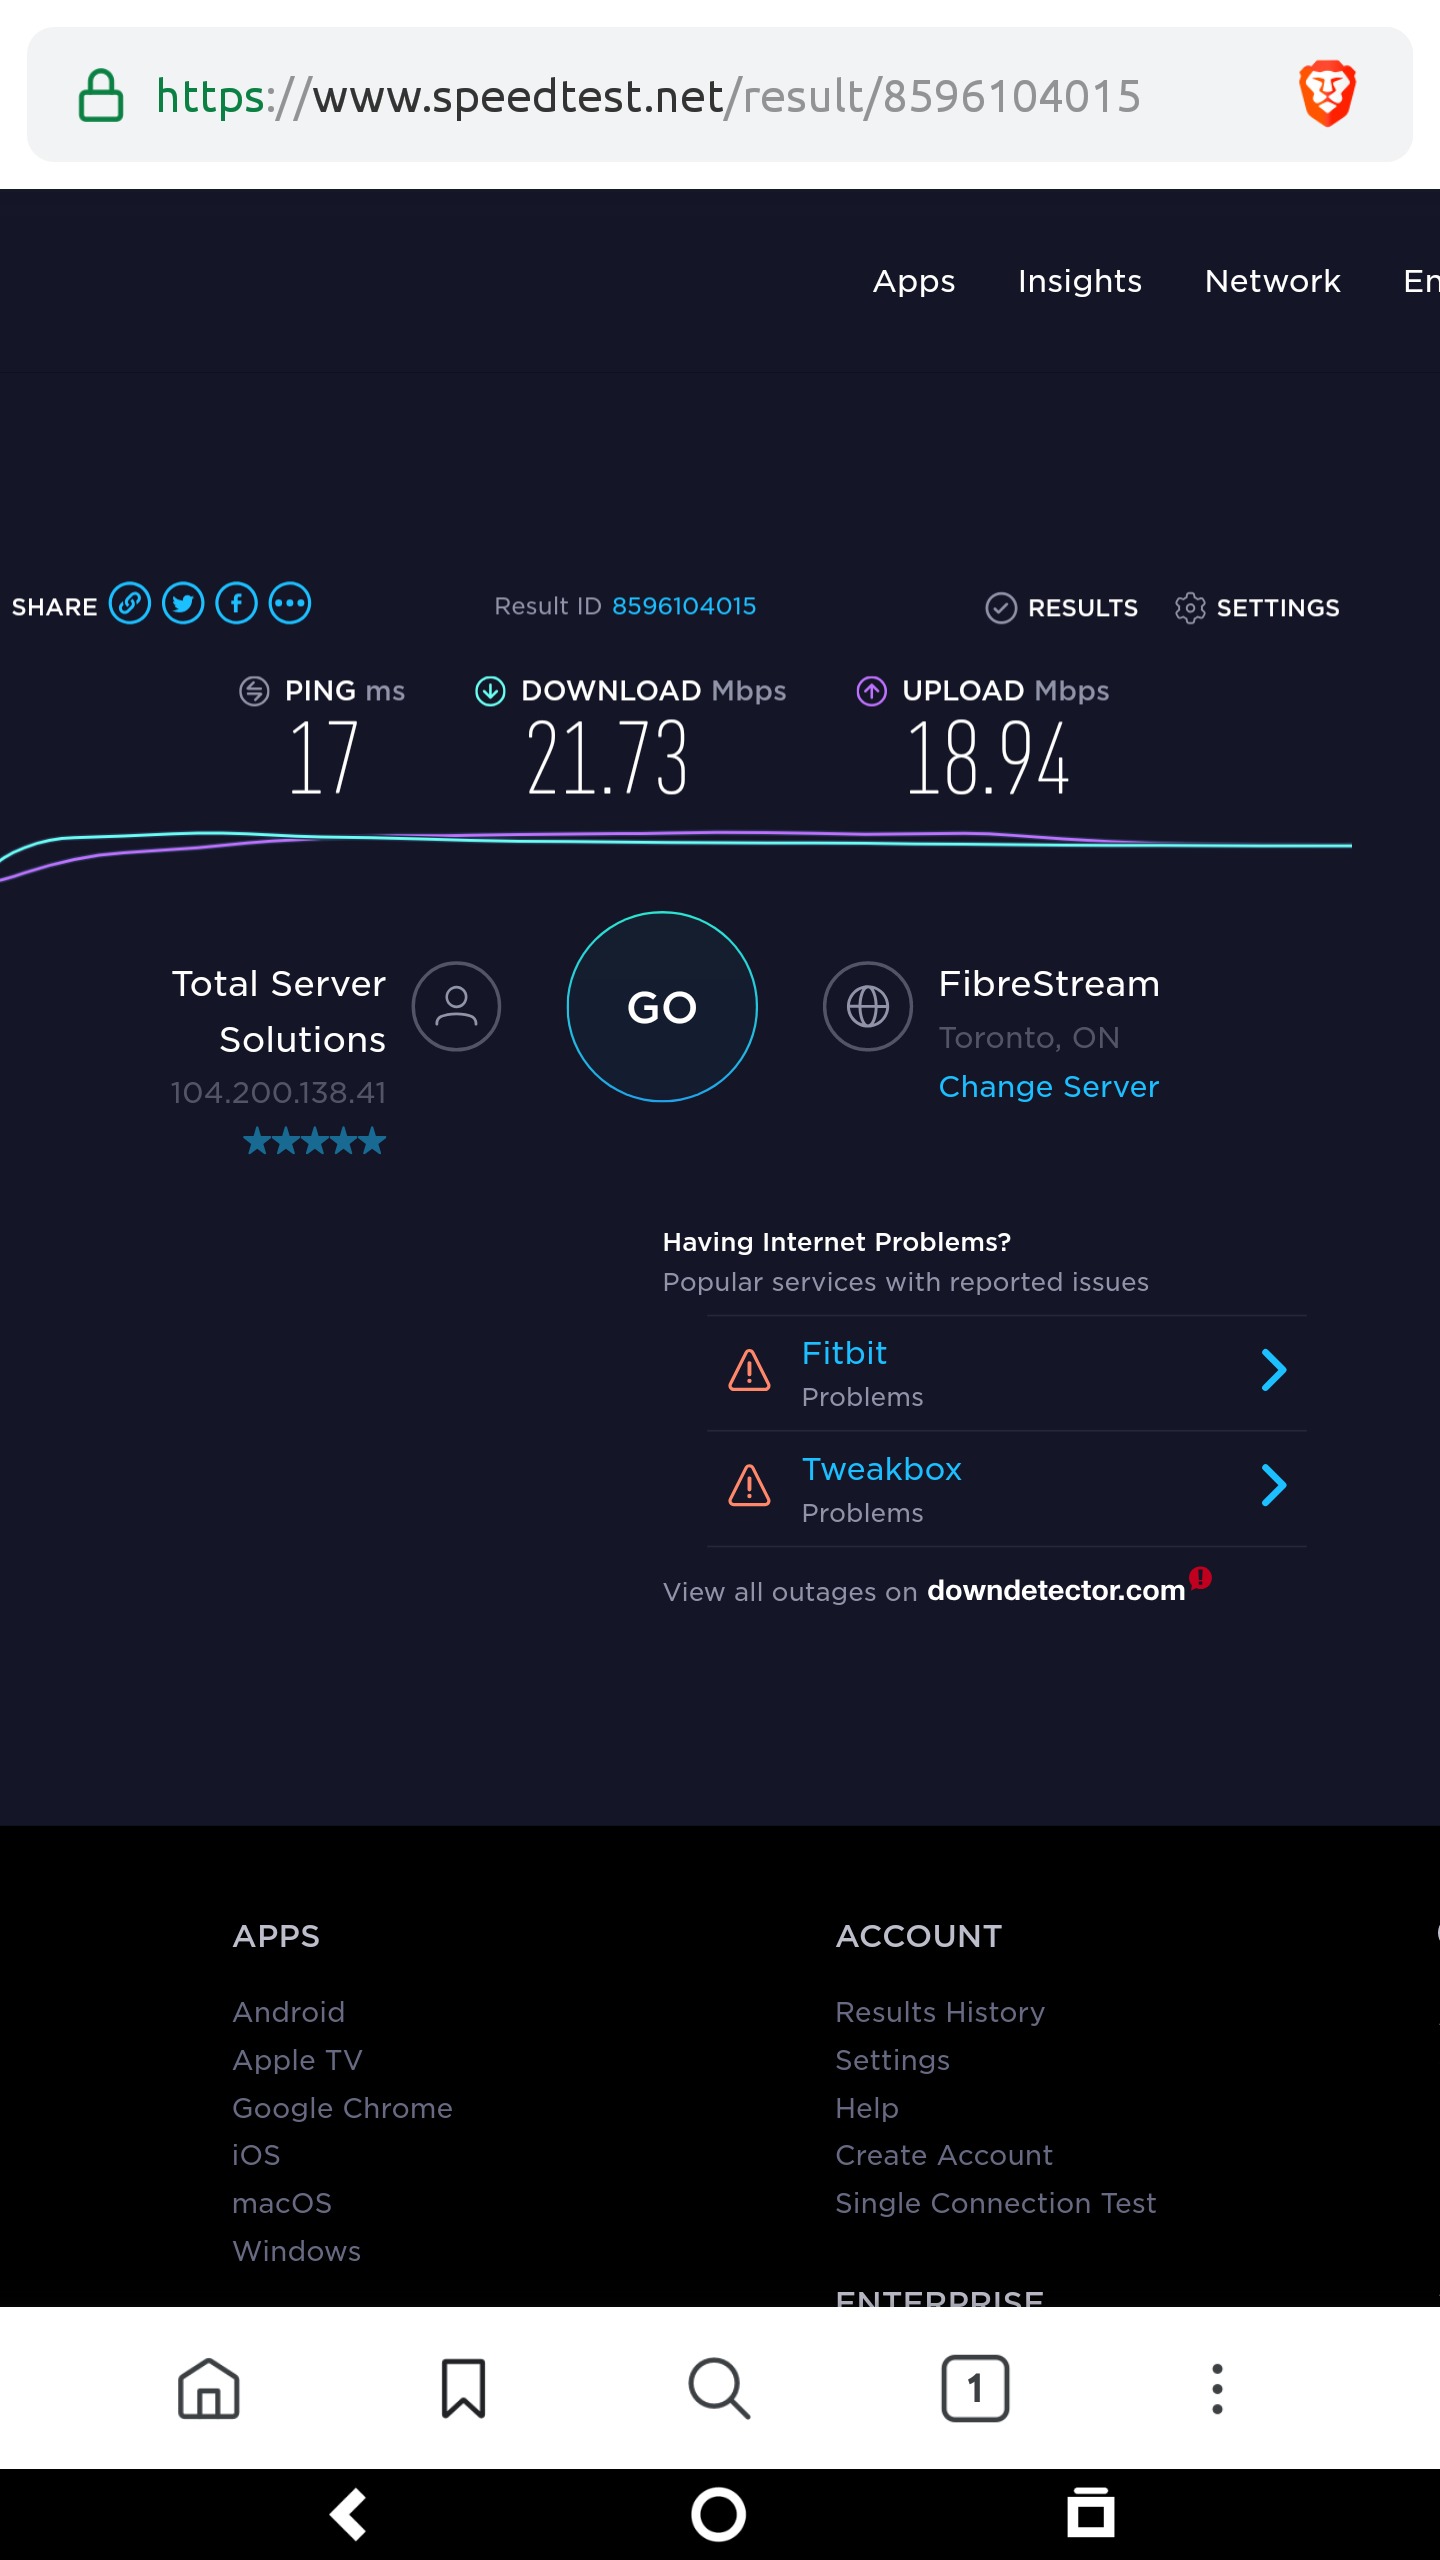 https://www.speedtest.net/result/8596104015
Apps Insights Network En
SHARE Result ID 8596104015 RESULTS SETTINGS
PING ms DOWNLOAD Mbps UPLOAD Mbps
17 21.73 18.94
Total Server
Solutions
104.200.138.41
GO
FibreStream
Toronto, ON
Change Server
Having Internet Problems?
Popular services with reported issues
Fitbit
Problems
Tweakbox
Problems
View all outages on downdetector.com
APPS
Android
Apple TV
Google Chrome
iOS
macOS
Windows
ACCOUNT
Results History
Settings
Help
Create Account
Single Connection Test
ENTERPRISE
1